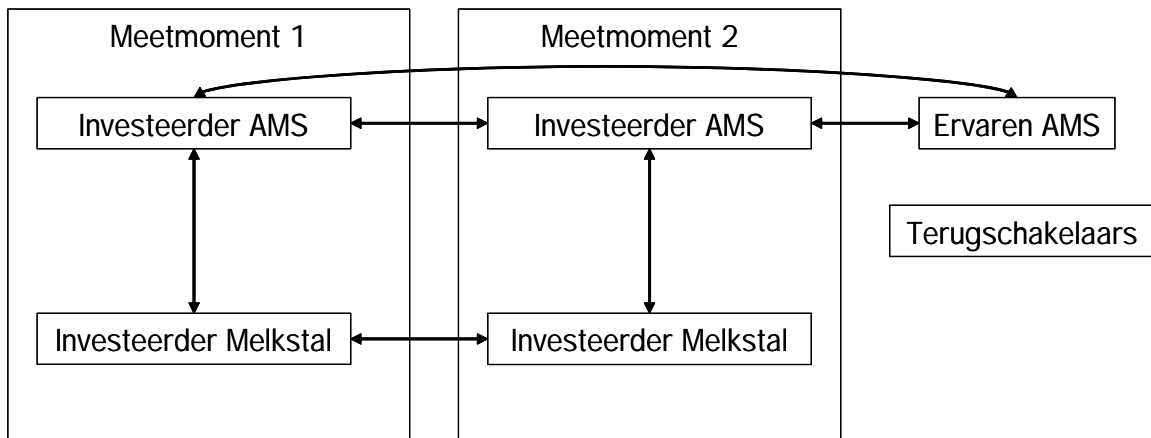 Meetmoment 1
Meetmoment 2
Investeerder AMS
Investeerder AMS
Ervaren AMS
Terugschakelaars
Investeerder Melkstal
Investeerder Melkstal